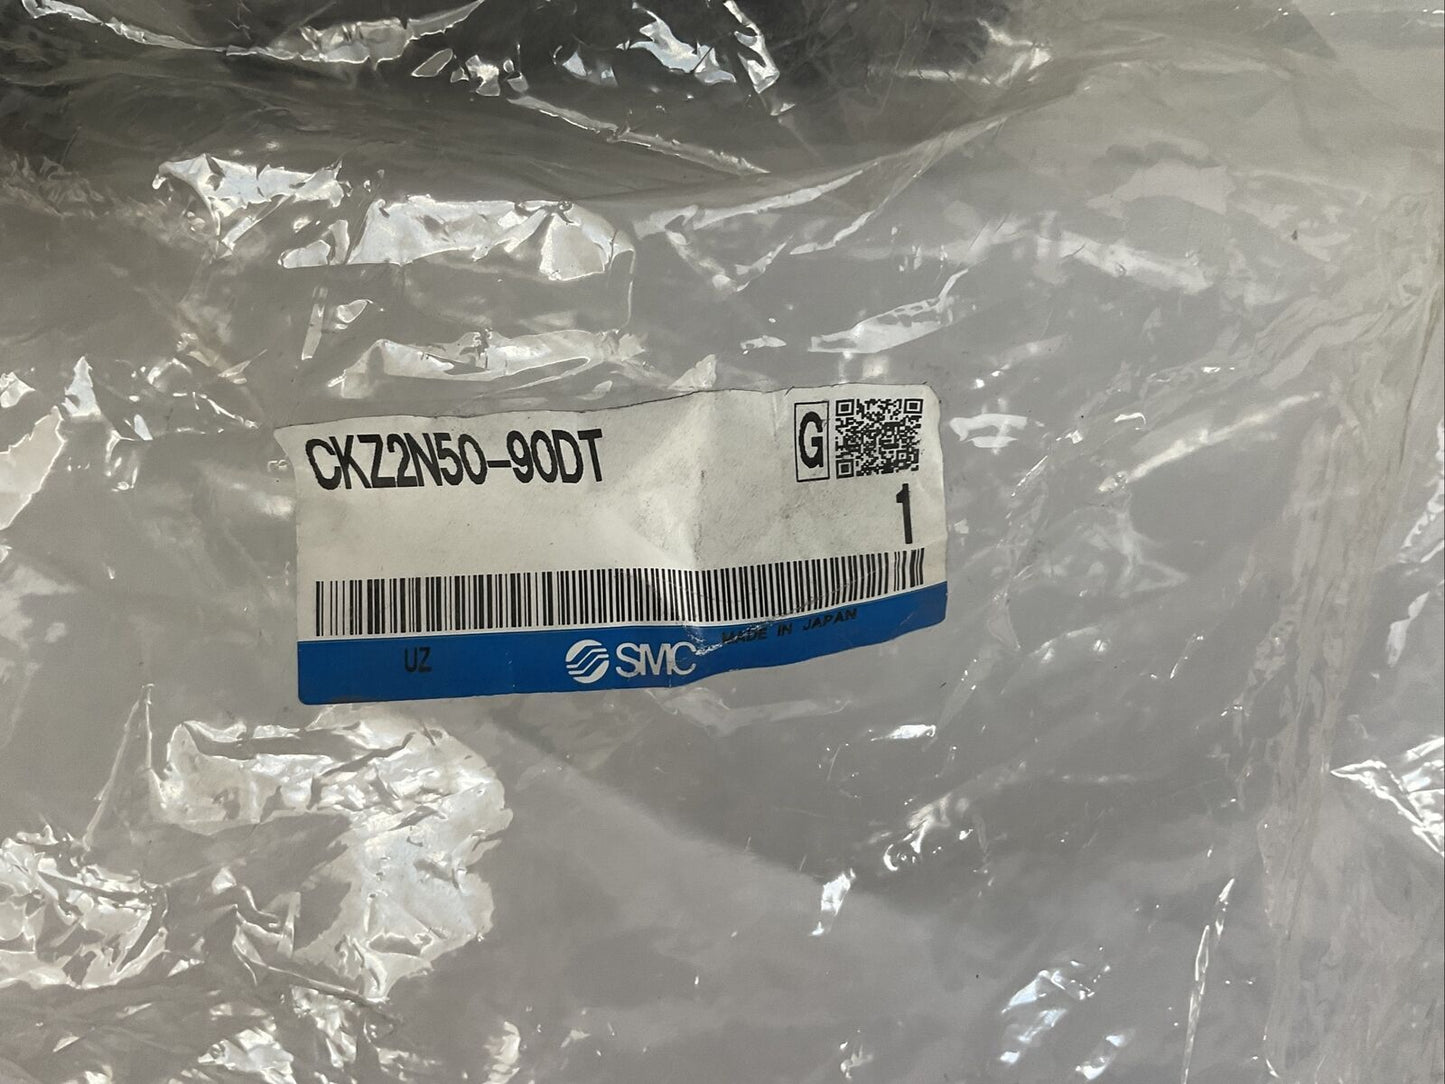 CKZ2N50-90DT
G
1
UZ
SMC
MADE IN JAPAN